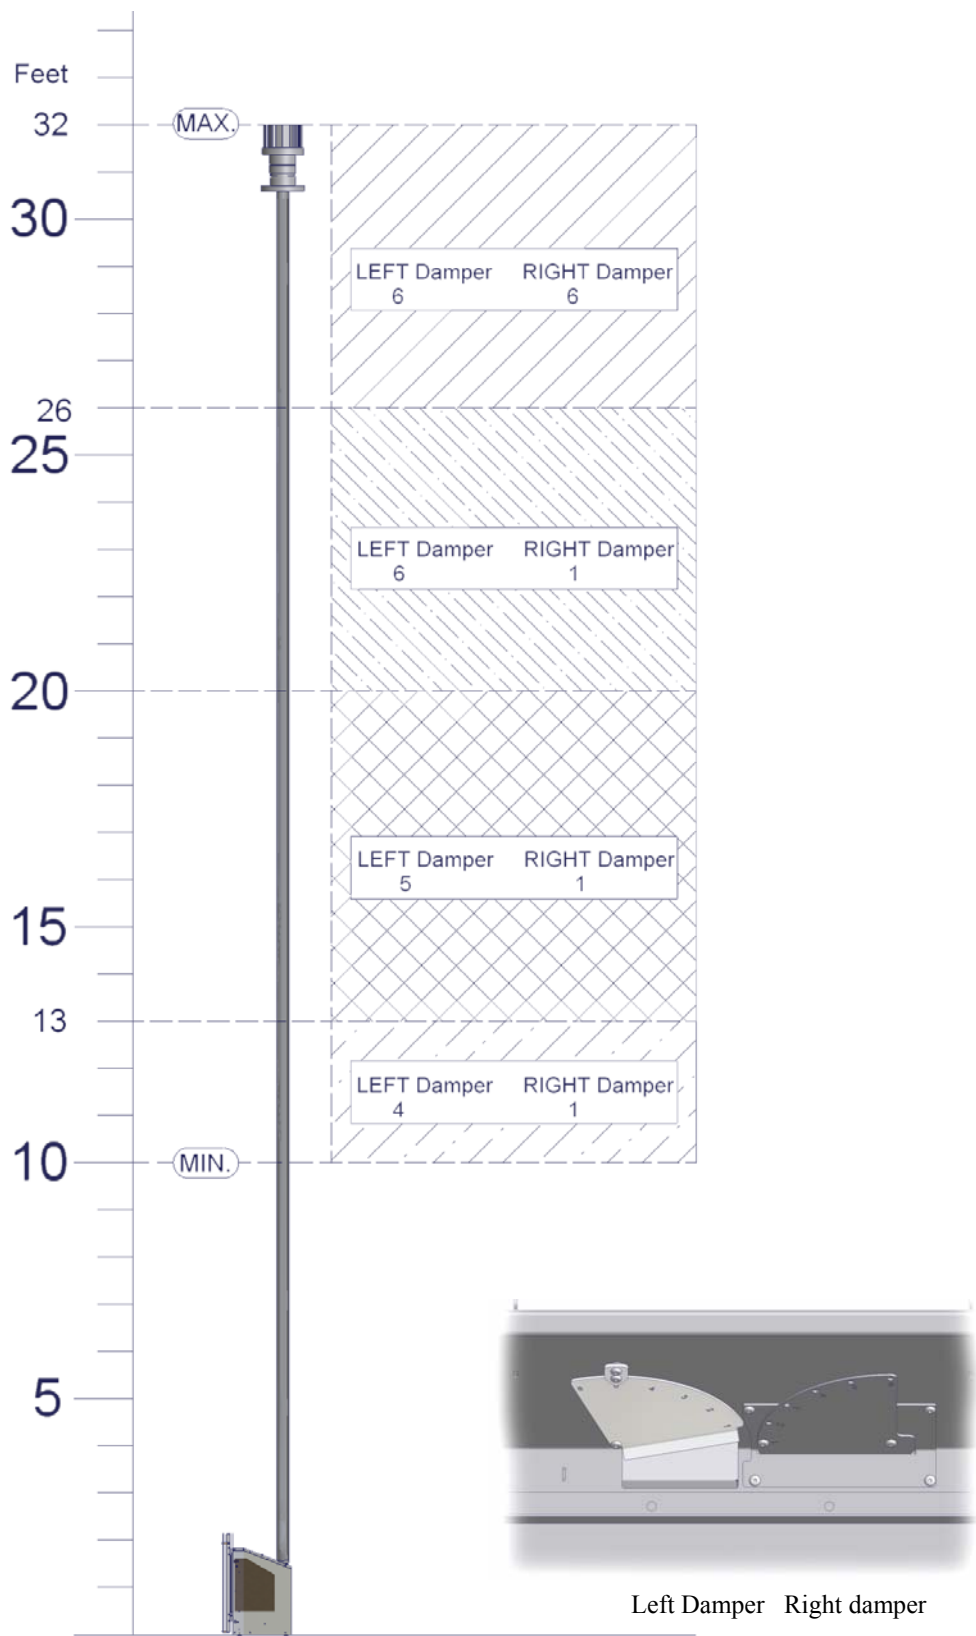 Feet
32
MAX.
30
LEFT Damper RIGHT Damper
6 6
26
25
LEFT Damper RIGHT Damper
6 1
20
LEFT Damper RIGHT Damper
5 1
15
13
LEFT Damper RIGHT Damper
4 1
10
MIN.
5
Left Damper Right damper